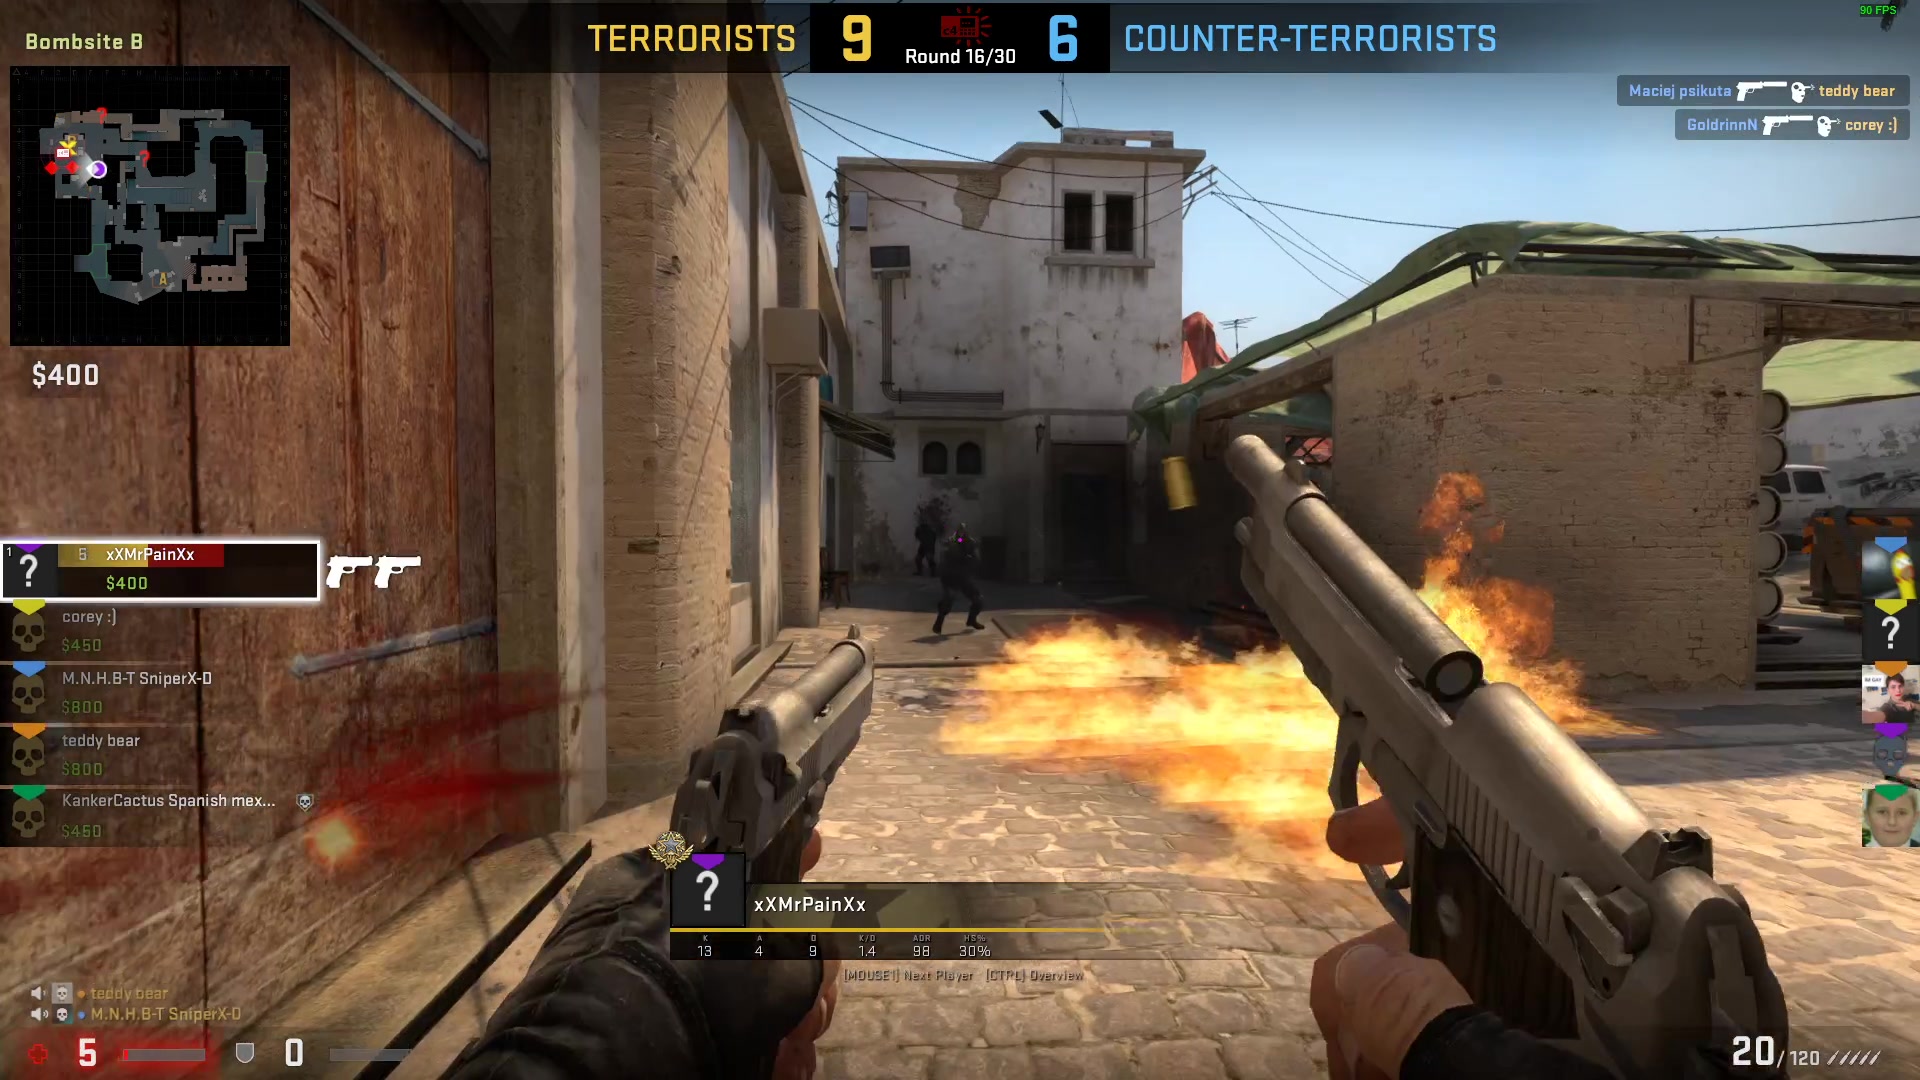 90 FPS
TERRORISTS 9 6 COUNTER-TERRORISTS
Round 16/30
Bombsite B
Maciej psikuta teddy bear
GoldrinnN corey :)
A
$400
1 ? 5 xXMrPainXx
$400
corey :)
$450
M.N.H.B-T SniperX-D
$800
teddy bear
$800
KankerCactus Spanish mex...
$450
?
? xXMrPainXx
K A D K/D ADR HS%
13 4 9 1.4 98 30%
[MOUSE1] Next Player [CTRL] Overview
teddy bear
M.N.H.B-T SniperX-D
5 0
20 / 120